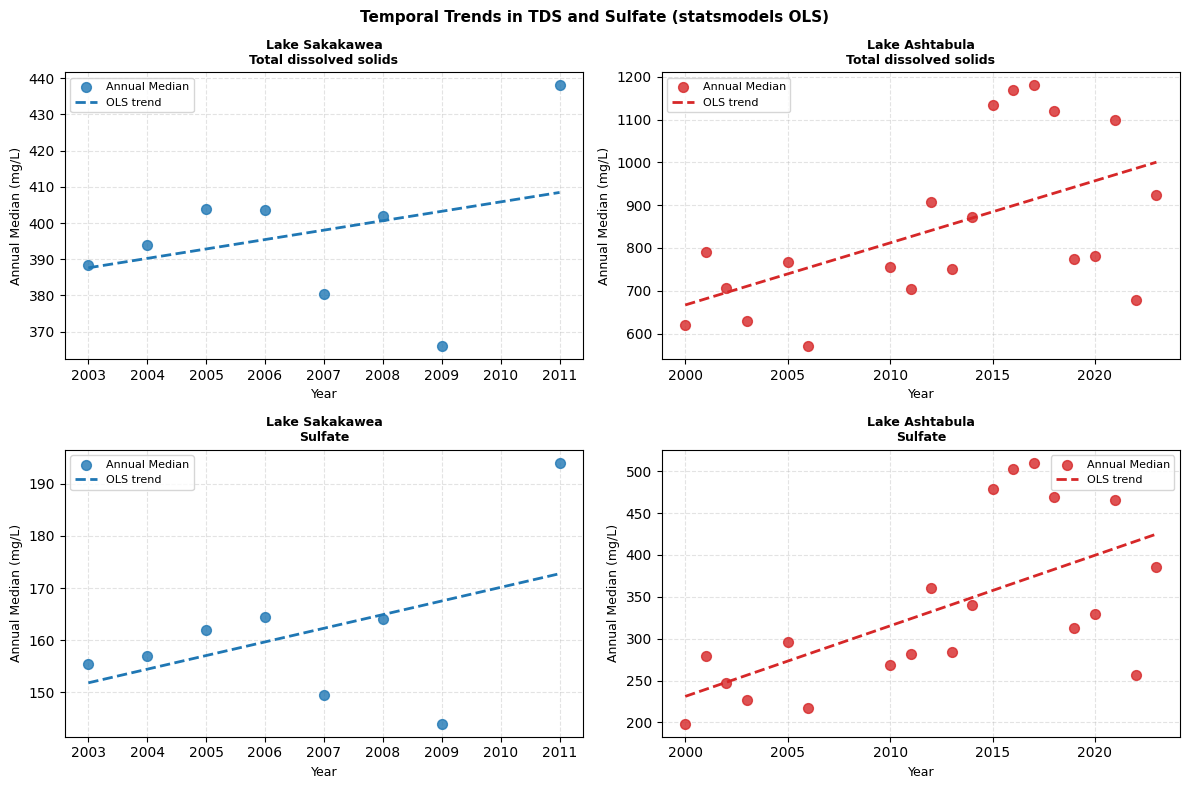 Temporal Trends in TDS and Sulfate (statsmodels OLS)
Lake Sakakawea
Total dissolved solids
Annual Median
OLS trend
Annual Median (mg/L)
440
430
420
410
400
390
380
370
2003 2004 2005 2006 2007 2008 2009 2010 2011
Year
Lake Ashtabula
Total dissolved solids
Annual Median
OLS trend
Annual Median (mg/L)
1200
1100
1000
900
800
700
600
2000 2005 2010 2015 2020
Year
Lake Sakakawea
Sulfate
Annual Median
OLS trend
Annual Median (mg/L)
190
180
170
160
150
2003 2004 2005 2006 2007 2008 2009 2010 2011
Year
Lake Ashtabula
Sulfate
Annual Median
OLS trend
Annual Median (mg/L)
500
450
400
350
300
250
200
2000 2005 2010 2015 2020
Year